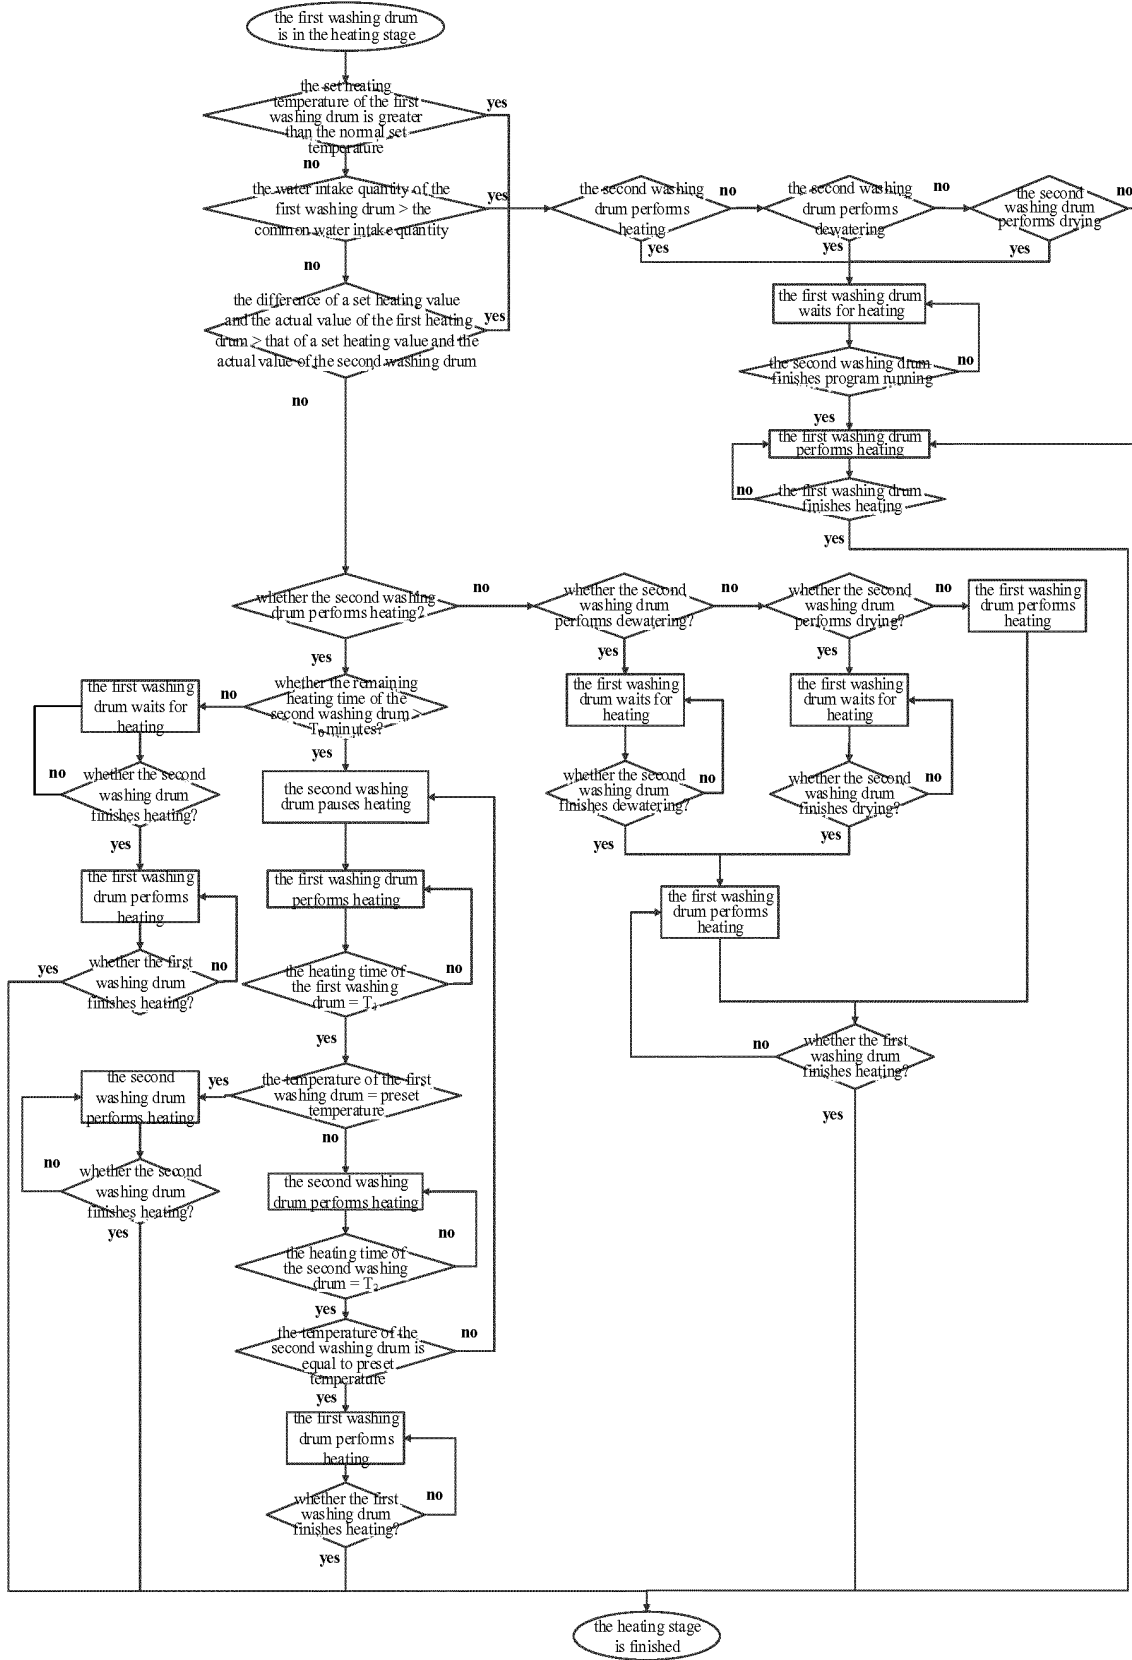 the first washing drum
is in the heating stage
the set heating
temperature of the first
washing drum is greater
than the normal set
temperature
yes
no
the water intake quantity of the
first washing drum > the
common water intake quantity
yes
no
the second washing
drum performs
heating
no
yes
the second washing
drum performs
dewatering
no
yes
the second
washing drum
performs drying
no
yes
the difference of a set heating value
and the actual value of the first heating
drum > that of a set heating value and the
actual value of the second washing drum
yes
no
the first washing drum
waits for heating
the second washing drum
finishes program running
no
yes
the first washing drum
performs heating
the first washing drum
finishes heating
no
yes
whether the second washing
drum performs heating?
no
yes
whether the second
washing drum
performs dewatering?
no
yes
whether the second
washing drum
performs drying?
no
yes
the first washing
drum performs
heating
whether the remaining
heating time of the
second washing drum >
T₀ minutes?
no
yes
the first washing
drum waits for
heating
whether the second
washing drum
finishes heating?
no
yes
the first washing
drum performs
heating
whether the first
washing drum
finishes heating?
yes
no
the second washing
drum pauses heating
the first washing drum
performs heating
the heating time of
the first washing
drum = T₁
no
yes
the first washing
drum waits for
heating
whether the second
washing drum
finishes dewatering?
no
yes
the first washing
drum waits for
heating
whether the second
washing drum
finishes drying?
no
yes
the first washing
drum performs
heating
whether the first
washing drum
finishes heating?
no
yes
the temperature of the first
washing drum = preset
temperature
yes
no
the second
washing drum
performs heating
whether the second
washing drum
finishes heating?
no
yes
the second washing
drum performs heating
the heating time of
the second washing
drum = T₂
no
yes
the temperature of the
second washing drum is
equal to preset
temperature
no
yes
the first washing
drum performs
heating
whether the first
washing drum
finishes heating?
no
yes
the heating stage
is finished